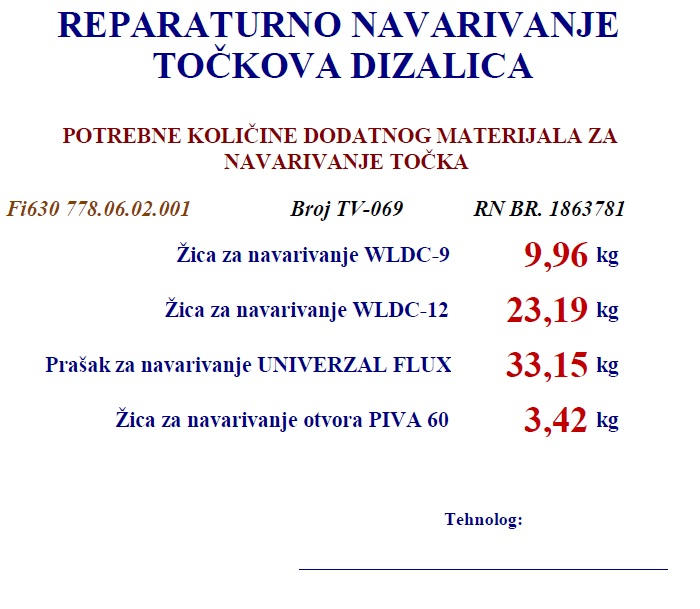 REPARATURNO NAVARIVANJE
TOČKOVA DIZALICA
POTREBNE KOLIČINE DODATNOG MATERIJALA ZA
NAVARIVANJE TOČKA
Fi630 778.06.02.001 Broj TV-069 RN BR. 1863781
Žica za navarivanje WLDC-9 9,96 kg
Žica za navarivanje WLDC-12 23,19 kg
Prašak za navarivanje UNIVERZAL FLUX 33,15 kg
Žica za navarivanje otvora PIVA 60 3,42 kg
Tehnolog: